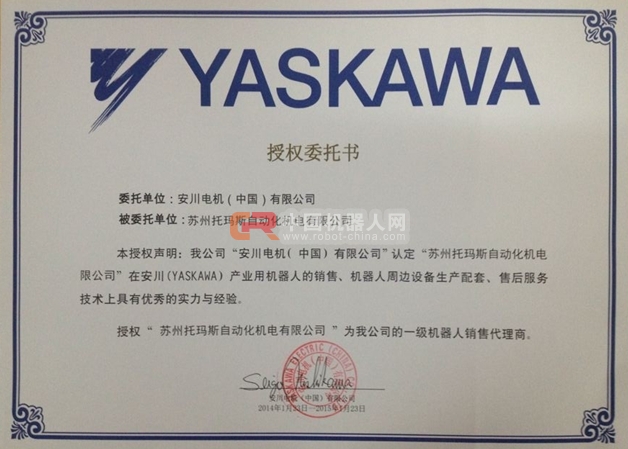 YASKAWA
授权委托书
委托单位：安川电机（中国）有限公司
被委托单位：苏州托玛斯自动化机电有限公司
中国机器人网
www.robot-china.com
本授权声明：我公司“安川电机（中国）有限公司”认定“苏州托玛斯自动化机电
限公司”在安川(YASKAWA）产业用机器人的销售、机器人周边设备生产配套、售后服务
技术上具有优秀的实力与经验。
授权“ 苏州托玛斯自动化机电有限公司 ”为我公司的一级机器人销售代理商。
YASKAWA ELECTRIC (CHINA) CO.
安川电机（中国）有限公司